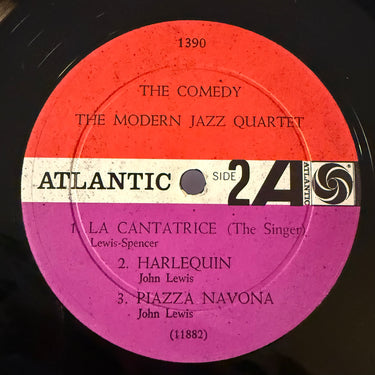 1390
THE COMEDY
THE MODERN JAZZ QUARTET
ATLANTIC SIDE 2 A ATLANTIC
1. LA CANTATRICE (The Singer)
Lewis-Spencer
2. HARLEQUIN
John Lewis
3. PIAZZA NAVONA
John Lewis
(11882)